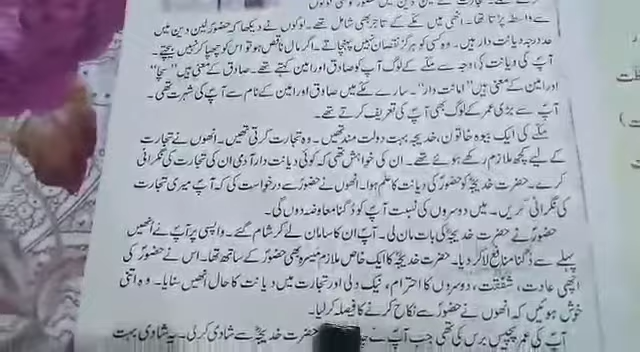 سے واسطہ پڑتا تھا۔ انھی میں مکّے کے تاجر بھی شامل تھے۔ لوگوں نے دیکھا کہ حضورؐ لین دین میں
حد درجہ دیانت دار ہیں۔ وہ کسی کو ہرگز نقصان نہیں پہنچاتے۔ اگر مال ناقص ہو تو اس کو چھپا کر نہیں بیچتے۔
آپؐ کی دیانت کی وجہ سے مکّے کے لوگ آپؐ کو صادق اور امین کہتے تھے۔ صادق کے معنی ہیں "سچّا"
اور امین کے معنی ہیں "امانت دار"۔ سارے مکّے میں صادق اور امین کے نام سے آپؐ کی شہرت تھی۔
آپؐ سے بڑی عمر کے لوگ بھی آپؐ کی تعریف کرتے تھے۔
مکّے کی ایک بیوہ خاتون، خدیجہؓ بہت دولت مند تھیں۔ وہ تجارت کرتی تھیں۔ انھوں نے تجارت
کے لیے کچھ ملازم رکھے ہوئے تھے۔ ان کی خواہش تھی کہ کوئی دیانت دار آدمی ان کی تجارت کی نگرانی
کرے۔ حضرت خدیجہؓ کو حضورؐ کی دیانت کا علم ہوا۔ انھوں نے حضورؐ سے درخواست کی کہ آپؐ میری تجارت
کی نگرانی کریں۔ میں دوسروں کی نسبت آپؐ کو دُگنا معاوضہ دوں گی۔
حضورؐ نے حضرت خدیجہؓ کی بات مان لی۔ آپؐ ان کا سامان لے کر شام گئے۔ واپسی پر آپؐ نے انھیں
پہلے سے دُگنا منافع لا کر دیا۔ حضرت خدیجہؓ کا ایک خاص ملازم میسرہ بھی حضورؐ کے ساتھ تھا۔ اس نے حضورؐ کی
اچھی عادت، شفقت، دوسروں کا احترام، نیک دلی اور تجارت میں دیانت کا حال انھیں سنایا۔ وہ اتنی
خوش ہوئیں کہ انھوں نے حضورؐ سے نکاح کرنے کا فیصلہ کر لیا۔
آپؐ کی عمر پچیس برس کی تھی جب آپؐ نے حضرت خدیجہؓ سے شادی کر لی۔ یہ شادی بہت